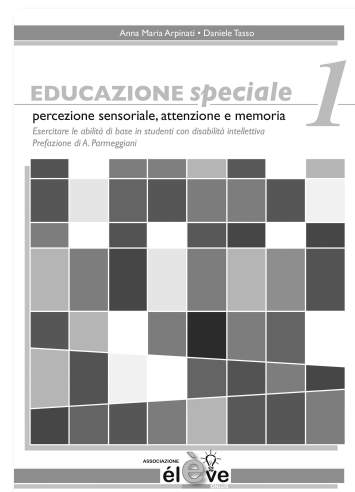 Anna Maria Arpinati • Daniele Tasso
EDUCAZIONE speciale 1
percezione sensoriale, attenzione e memoria
Esercitare le abilità di base in studenti con disabilità intellettiva
Prefazione di A. Parmeggiani
ASSOCIAZIONE
élève